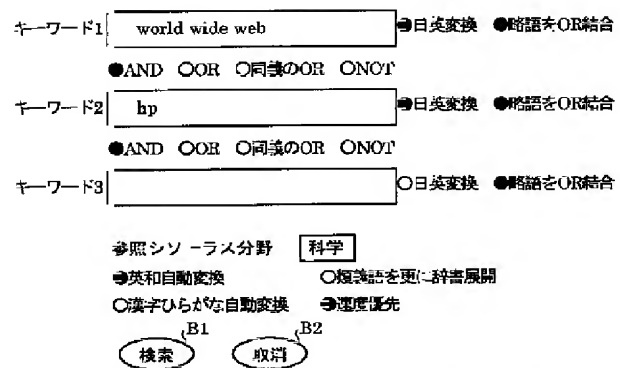 キーワード1 world wide web ●日英変換 ●略語をOR結合
●AND ○OR ○同義のOR ○NOT
キーワード2 hp ●日英変換 ●略語をOR結合
●AND ○OR ○同義のOR ○NOT
キーワード3 ○日英変換 ●略語をOR結合
参照シソーラス分野 科学
●英和自動変換 ○類義語を更に辞書展開
○漢字ひらがな自動変換 ●速度優先
B1 B2
検索 取消